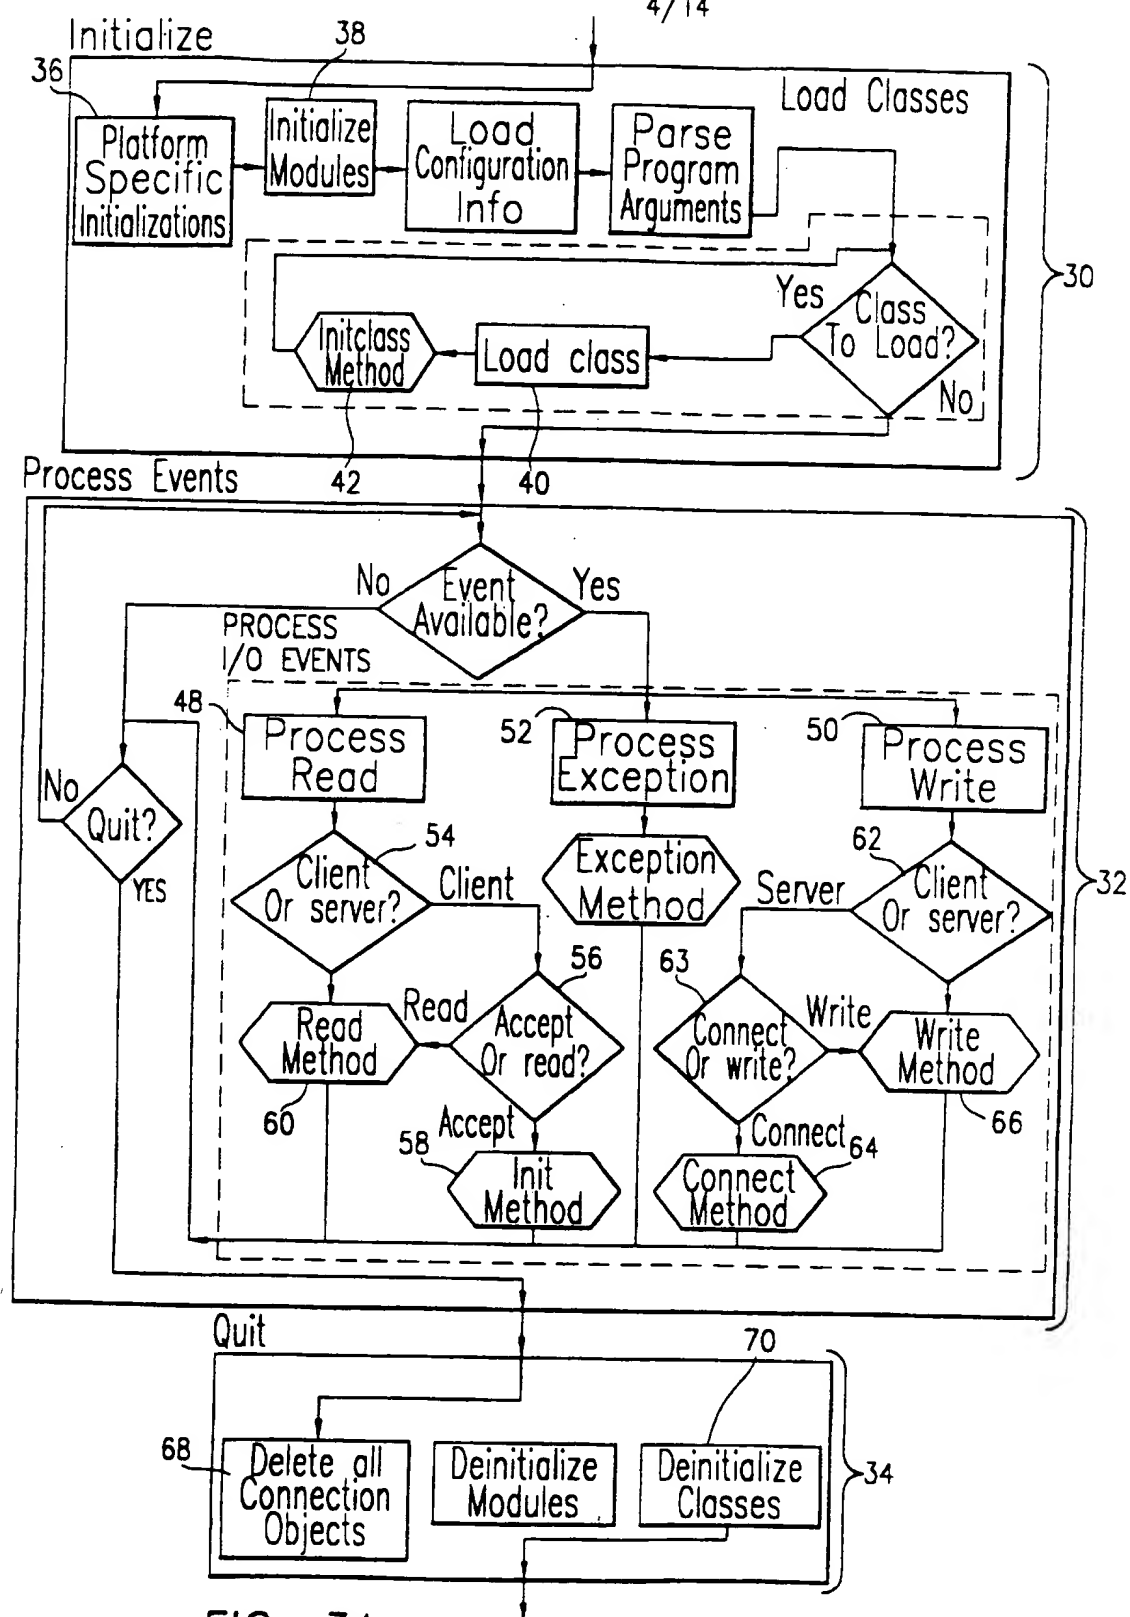 4/14
Initialize
38
36
Load Classes
Platform
Specific
Initializations
Initialize
Modules
Load
Configuration
Info
Parse
Program
Arguments
30
Yes
Class
To Load?
No
Initclass
Method
Load class
42
40
Process Events
No
Event
Available?
Yes
PROCESS
I/O EVENTS
48
52
50
Process
Read
Process
Exception
Process
Write
No
Quit?
YES
54
Client
Or server?
Client
Exception
Method
62
Server
Client
Or server?
32
56
63
Read
Method
Read
Accept
Or read?
Connect
Or write?
Write
Write
Method
60
Accept
58
Init
Method
Connect
64
Connect
Method
66
Quit
70
68
Delete all
Connection
Objects
Deinitialize
Modules
Deinitialize
Classes
34